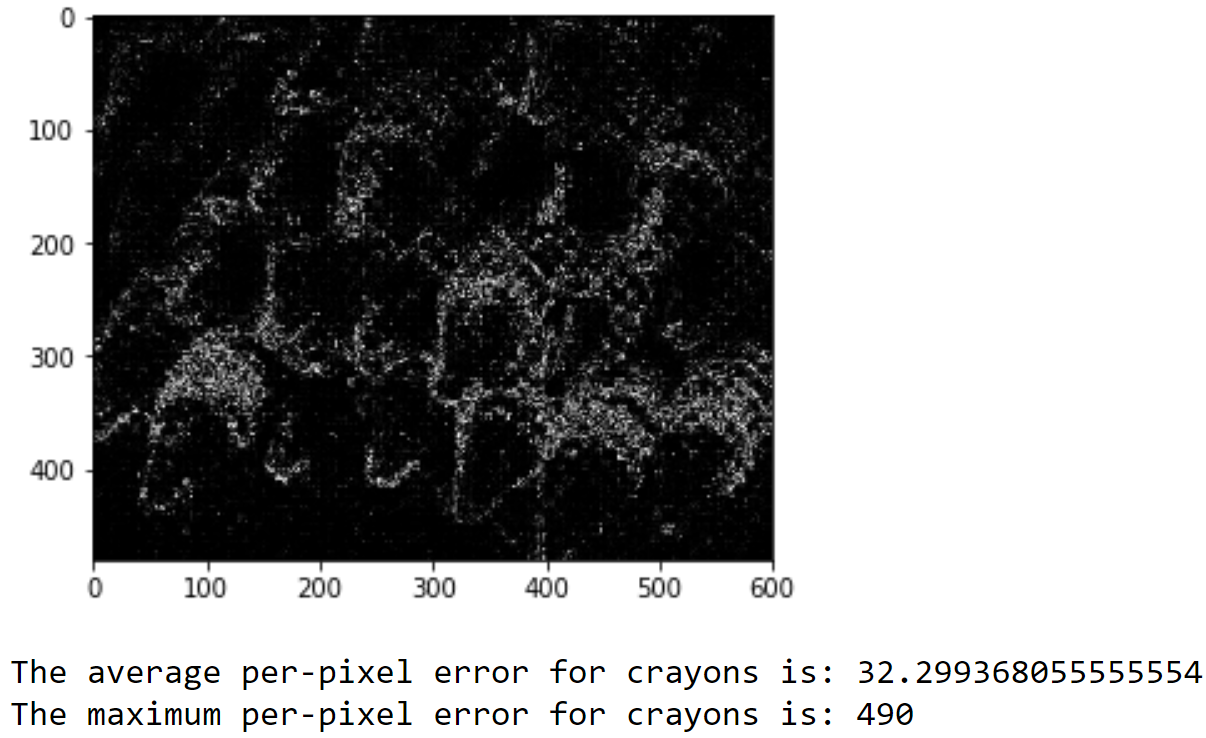 0
100
200
300
400
0 100 200 300 400 500 600
The average per-pixel error for crayons is: 32.299368055555554
The maximum per-pixel error for crayons is: 490